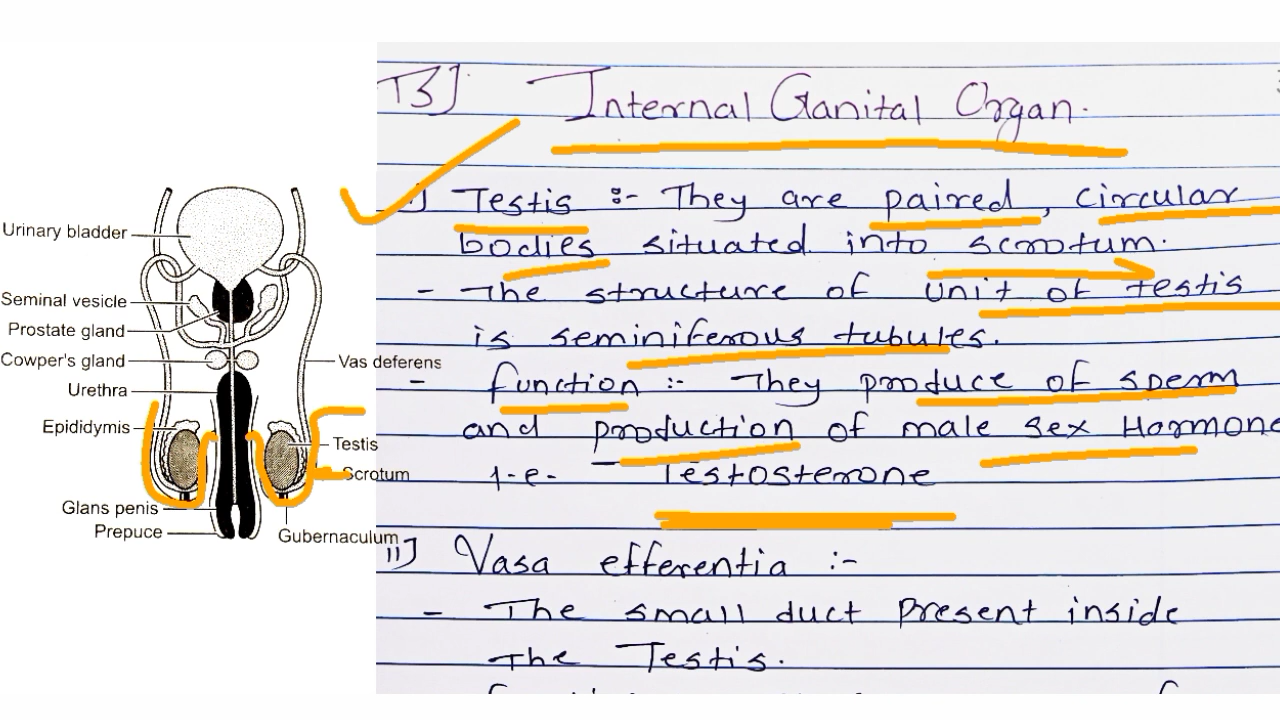 B] Internal Ganital Organ.
i] Testis :- They are paired, circular
bodies situated into scrotum.
- The structure of unit of testis
is seminiferous tubules.
- function :- They produce of sperm
and production of male sex Hormone
i.e. Testosterone
ii] Vasa efferentia :-
- The small duct present inside
The Testis.
Urinary bladder
Seminal vesicle
Prostate gland
Cowper's gland
Vas deferens
Urethra
Epididymis
Testis
Scrotum
Glans penis
Prepuce
Gubernaculum